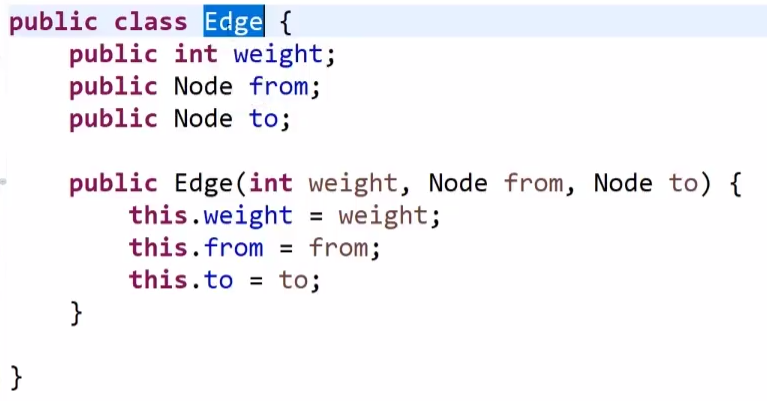 public class Edge {
    public int weight;
    public Node from;
    public Node to;

    public Edge(int weight, Node from, Node to) {
        this.weight = weight;
        this.from = from;
        this.to = to;
    }

}